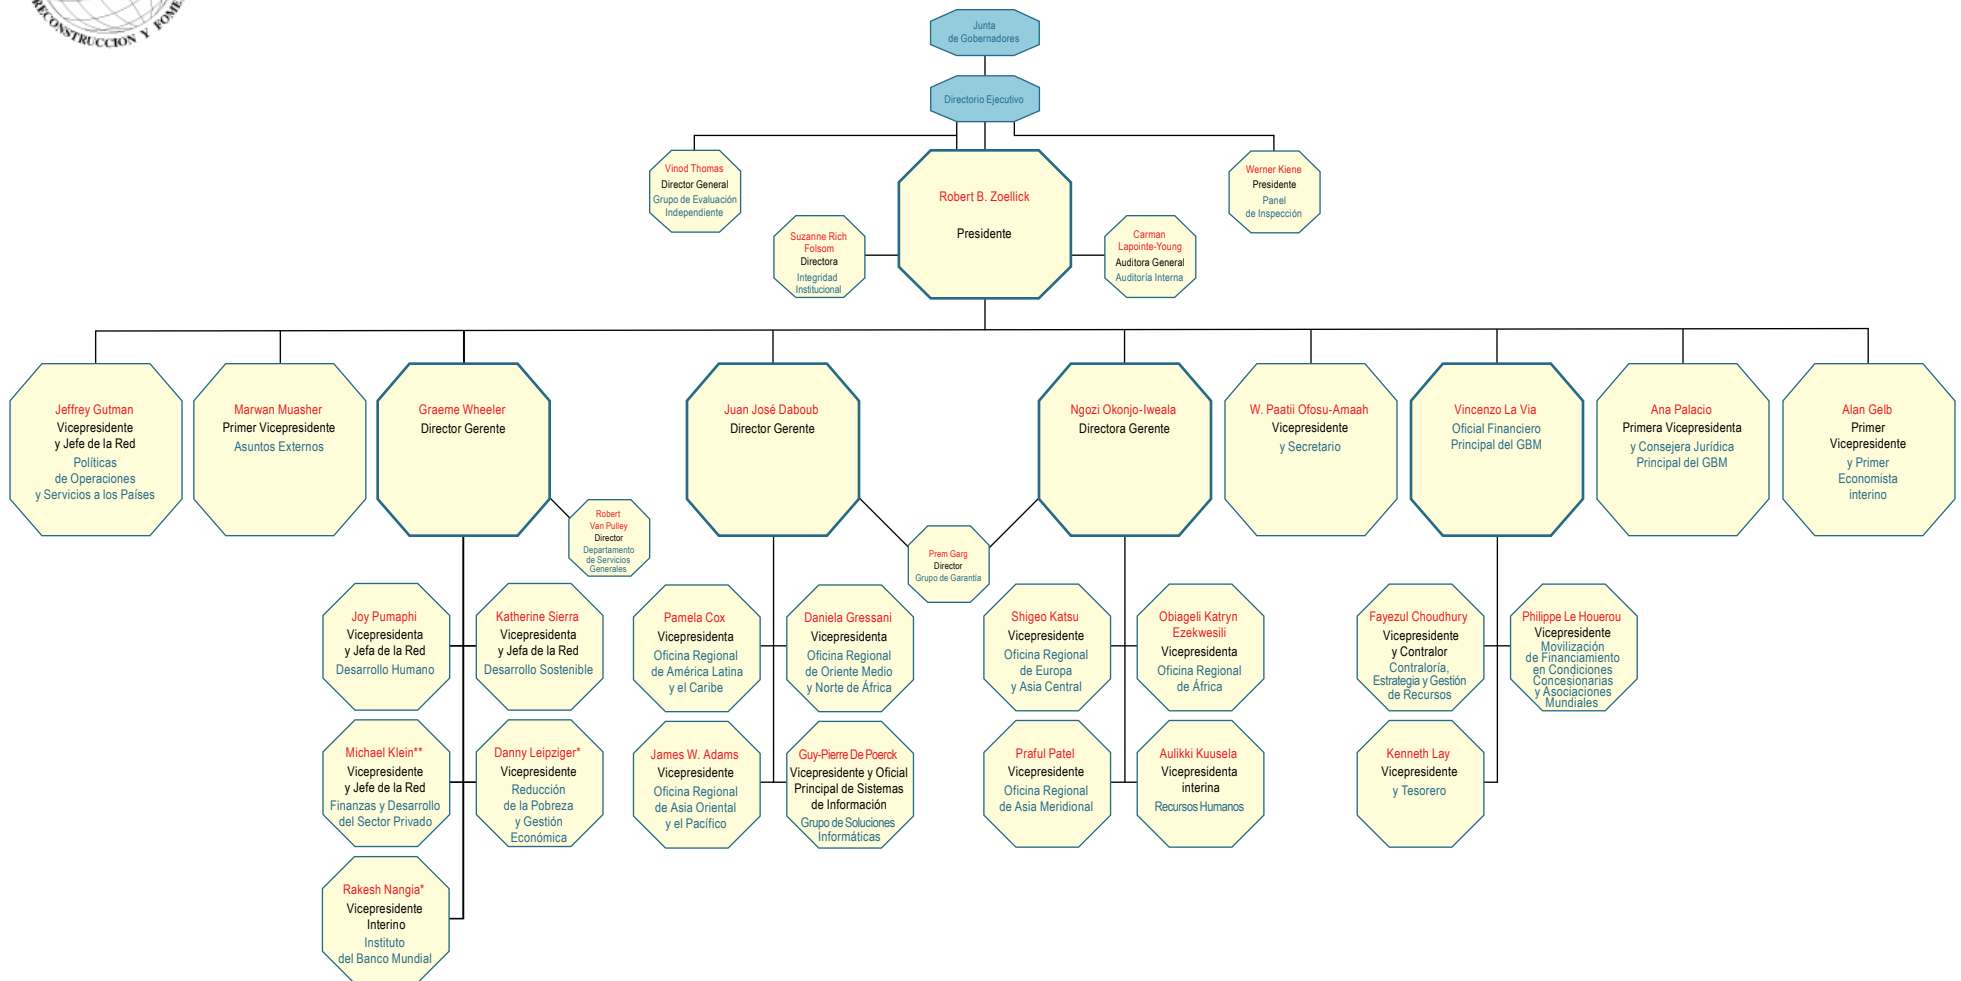 RECONSTRUCCION Y FOME
Junta
de Gobernadores
Directorio Ejecutivo
Vinod Thomas
Director General
Grupo de Evaluación
Independiente
Robert B. Zoellick
Presidente
Werner Kiene
Presidente
Panel
de Inspección
Suzanne Rich
Folsom
Directora
Integridad
Institucional
Carman
Lapointe-Young
Auditora General
Auditoría Interna
Jeffrey Gutman
Vicepresidente
y Jefe de la Red
Políticas
de Operaciones
y Servicios a los Países
Marwan Muasher
Primer Vicepresidente
Asuntos Externos
Graeme Wheeler
Director Gerente
Juan José Daboub
Director Gerente
Ngozi Okonjo-Iweala
Directora Gerente
W. Paatii Ofosu-Amaah
Vicepresidente
y Secretario
Vincenzo La Via
Oficial Financiero
Principal del GBM
Ana Palacio
Primera Vicepresidenta
y Consejera Jurídica
Principal del GBM
Alan Gelb
Primer
Vicepresidente
y Primer
Economista
interino
Robert
Van Pulley
Director
Departamento
de Servicios
Generales
Prem Garg
Director
Grupo de Garantía
Joy Pumaphi
Vicepresidenta
y Jefa de la Red
Desarrollo Humano
Katherine Sierra
Vicepresidenta
y Jefa de la Red
Desarrollo Sostenible
Pamela Cox
Vicepresidenta
Oficina Regional
de América Latina
y el Caribe
Daniela Gressani
Vicepresidenta
Oficina Regional
de Oriente Medio
y Norte de África
Shigeo Katsu
Vicepresidente
Oficina Regional
de Europa
y Asia Central
Obiageli Katryn
Ezekwesili
Vicepresidenta
Oficina Regional
de África
Fayezul Choudhury
Vicepresidente
y Contralor
Contraloría,
Estrategia y Gestión
de Recursos
Philippe Le Houerou
Vicepresidente
Movilización
de Financiamiento
en Condiciones
Concesionarias
y Asociaciones
Mundiales
Michael Klein**
Vicepresidente
y Jefe de la Red
Finanzas y Desarrollo
del Sector Privado
Danny Leipziger*
Vicepresidente
Reducción
de la Pobreza
y Gestión
Económica
James W. Adams
Vicepresidente
Oficina Regional
de Asia Oriental
y el Pacífico
Guy-Pierre De Poerck
Vicepresidente y Oficial
Principal de Sistemas
de Información
Grupo de Soluciones
Informáticas
Praful Patel
Vicepresidente
Oficina Regional
de Asia Meridional
Aulikki Kuusela
Vicepresidenta
interina
Recursos Humanos
Kenneth Lay
Vicepresidente
y Tesorero
Rakesh Nangia*
Vicepresidente
Interino
Instituto
del Banco Mundial